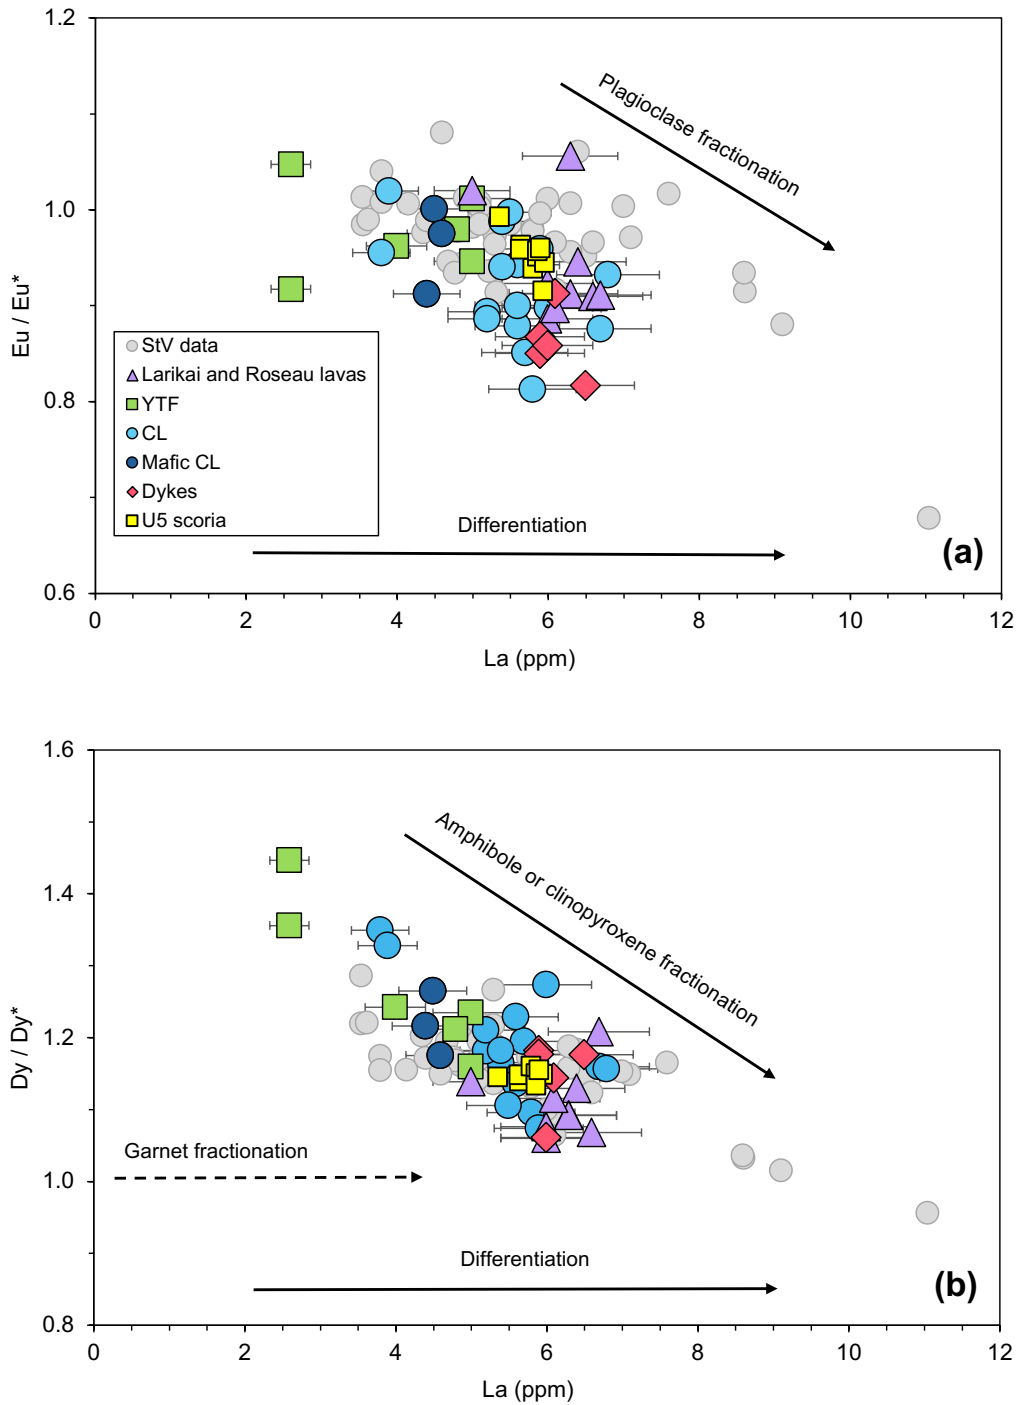 1.2
1.0
0.8
0.6
Eu / Eu*
Plagioclase fractionation
StV data
Larikai and Roseau lavas
YTF
CL
Mafic CL
Dykes
U5 scoria
Differentiation
(a)
0 2 4 6 8 10 12
La (ppm)
1.6
1.4
1.2
1.0
0.8
Dy / Dy*
Amphibole or clinopyroxene fractionation
Garnet fractionation
Differentiation
(b)
0 2 4 6 8 10 12
La (ppm)